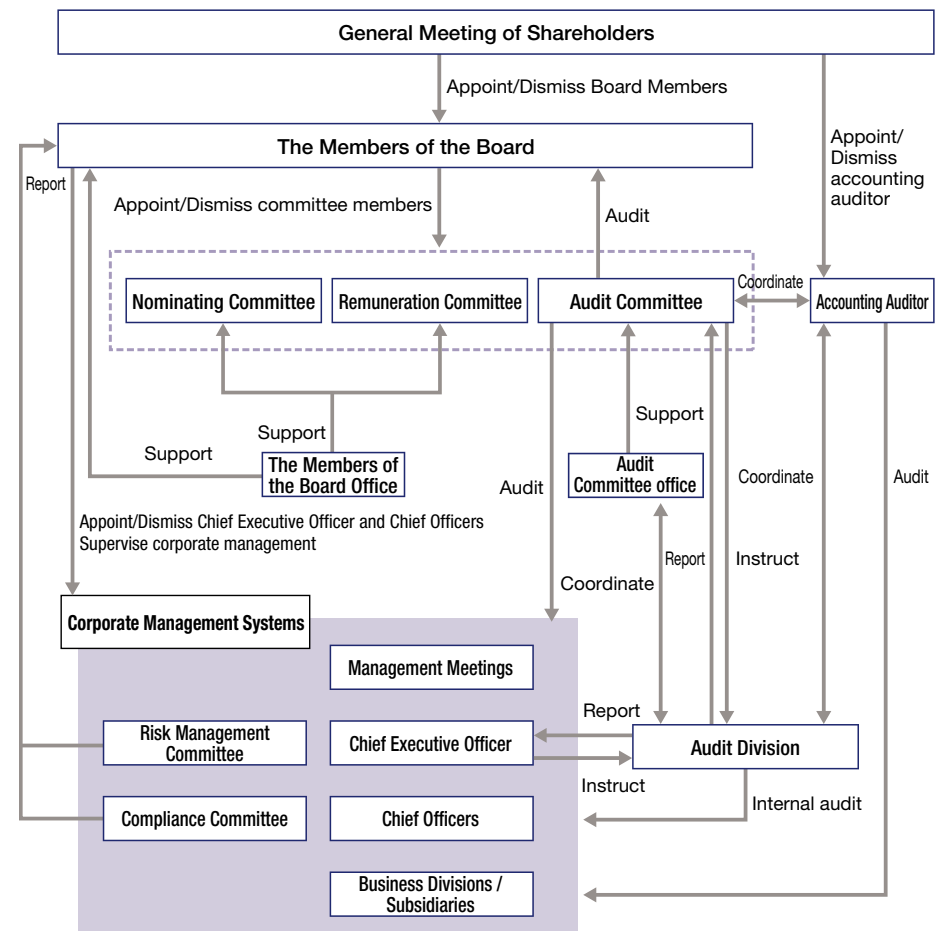 General Meeting of Shareholders
Appoint/Dismiss Board Members
Appoint/
Dismiss
accounting
auditor
The Members of the Board
Report
Appoint/Dismiss committee members
Audit
Nominating Committee
Remuneration Committee
Audit Committee
Coordinate
Accounting Auditor
Support
Support
The Members of
the Board Office
Support
Audit
Committee office
Audit
Coordinate
Audit
Appoint/Dismiss Chief Executive Officer and Chief Officers
Supervise corporate management
Coordinate
Report
Instruct
Corporate Management Systems
Management Meetings
Risk Management
Committee
Chief Executive Officer
Report
Instruct
Audit Division
Internal audit
Compliance Committee
Chief Officers
Business Divisions /
Subsidiaries